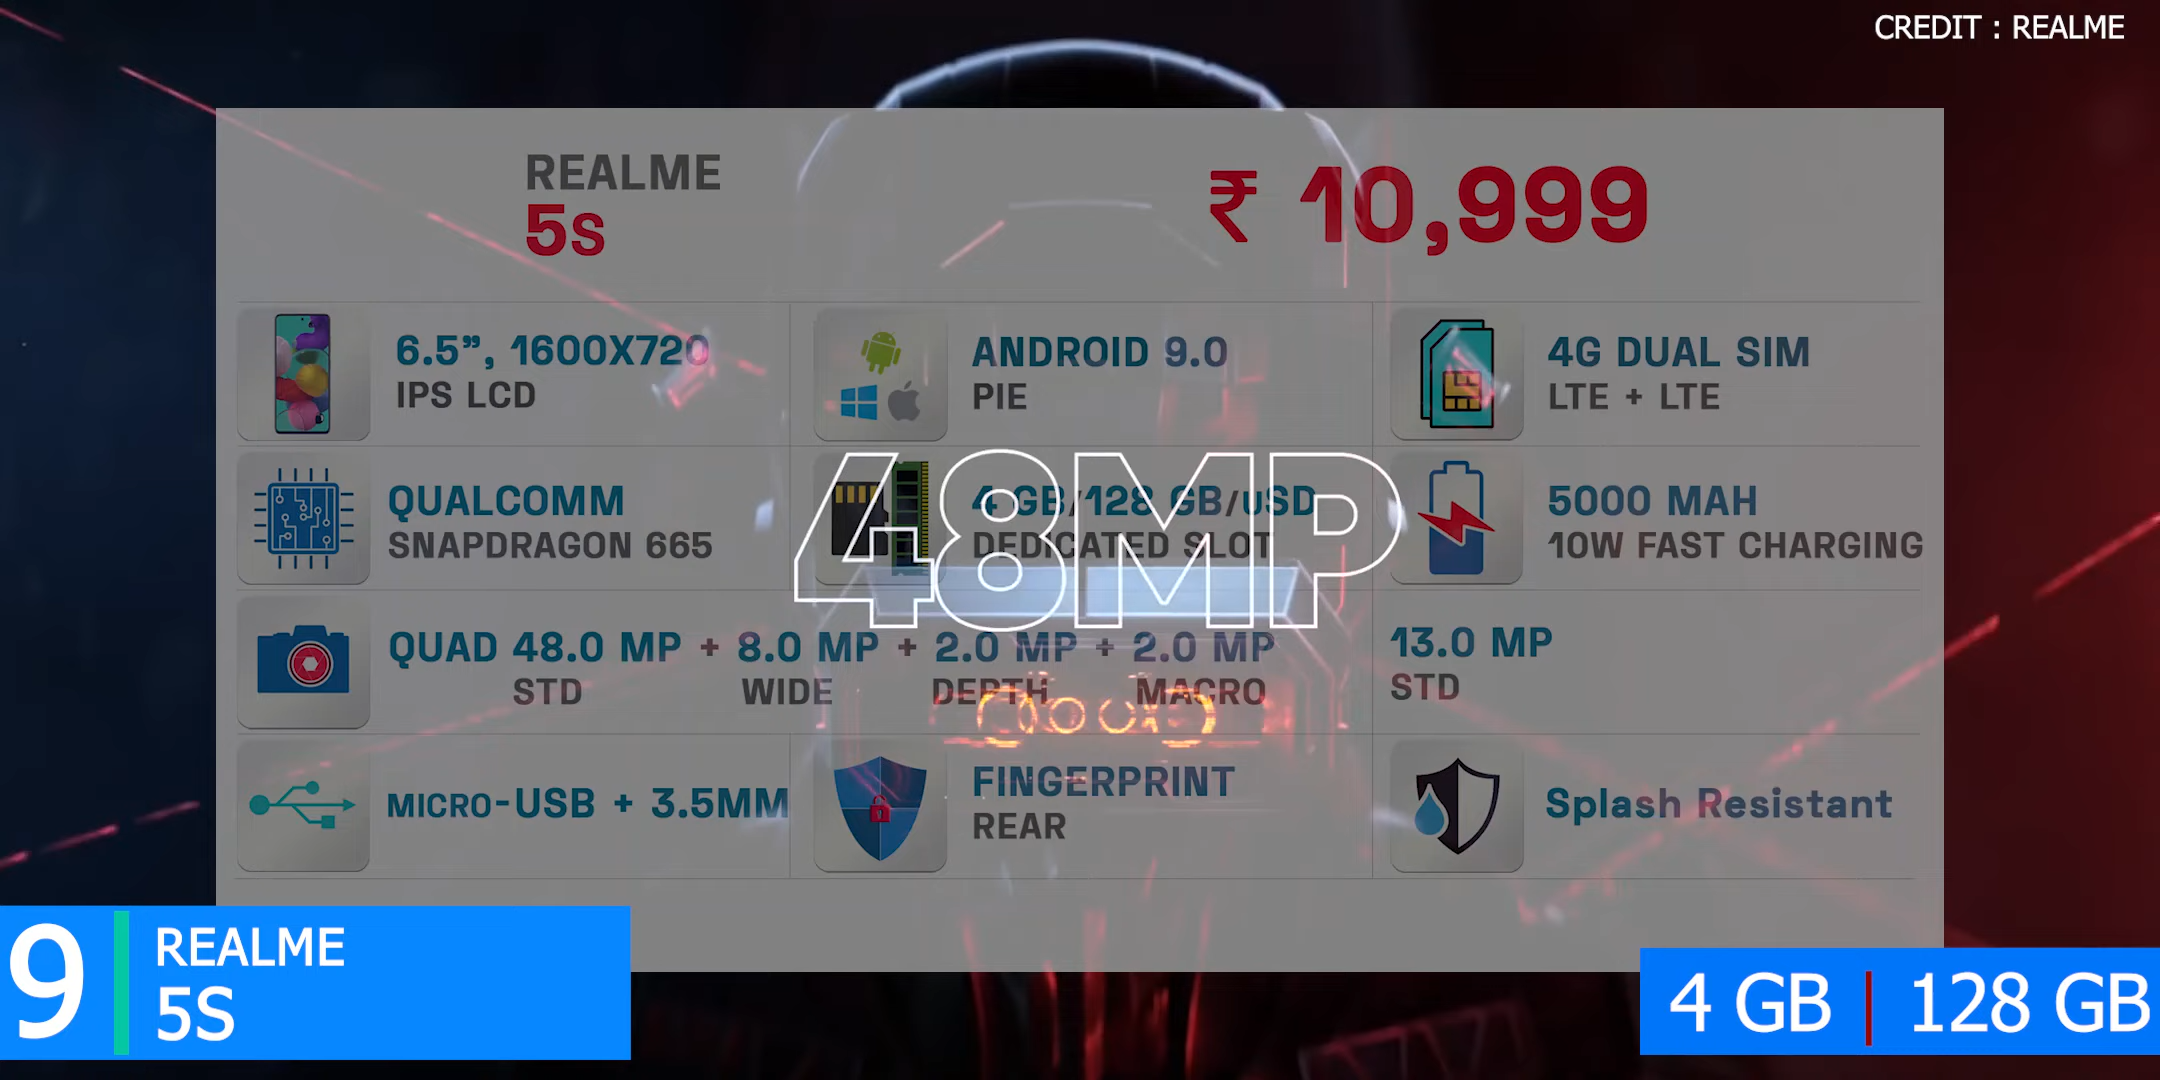 CREDIT : REALME
REALME
5S
₹ 10,999
6.5”, 1600X720
IPS LCD
ANDROID 9.0
PIE
4G DUAL SIM
LTE + LTE
QUALCOMM
SNAPDRAGON 665
4 GB/128 GB/uSD
DEDICATED SLOT
5000 MAH
10W FAST CHARGING
48MP
QUAD 48.0 MP + 8.0 MP + 2.0 MP + 2.0 MP
STD WIDE DEPTH MACRO
13.0 MP
STD
MICRO-USB + 3.5MM
FINGERPRINT
REAR
Splash Resistant
9
REALME
5S
4 GB | 128 GB